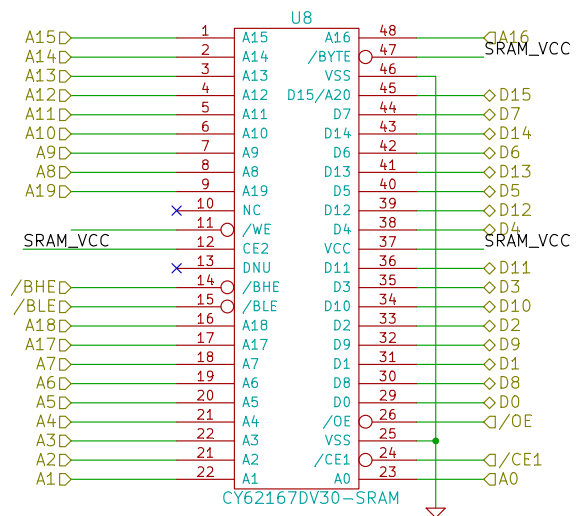 U8
A15 1 A15 A16 48 A16
A14 2 A14 /BYTE 47 SRAM_VCC
A13 3 A13 VSS 46
A12 4 A12 D15/A20 45 D15
A11 5 A11 D7 44 D7
A10 6 A10 D14 43 D14
A9 7 A9 D6 42 D6
A8 8 A8 D13 41 D13
A19 9 A19 D5 40 D5
10 NC D12 39 D12
11 /WE D4 38 D4
SRAM_VCC 12 CE2 VCC 37 SRAM_VCC
13 DNU D11 36 D11
/BHE 14 /BHE D3 35 D3
/BLE 15 /BLE D10 34 D10
A18 16 A18 D2 33 D2
A17 17 A17 D9 32 D9
A7 18 A7 D1 31 D1
A6 19 A6 D8 30 D8
A5 20 A5 D0 29 D0
A4 21 A4 /OE 26 /OE
A3 22 A3 VSS 25
A2 21 A2 /CE1 24 /CE1
A1 22 A1 A0 23 A0
CY62167DV30-SRAM